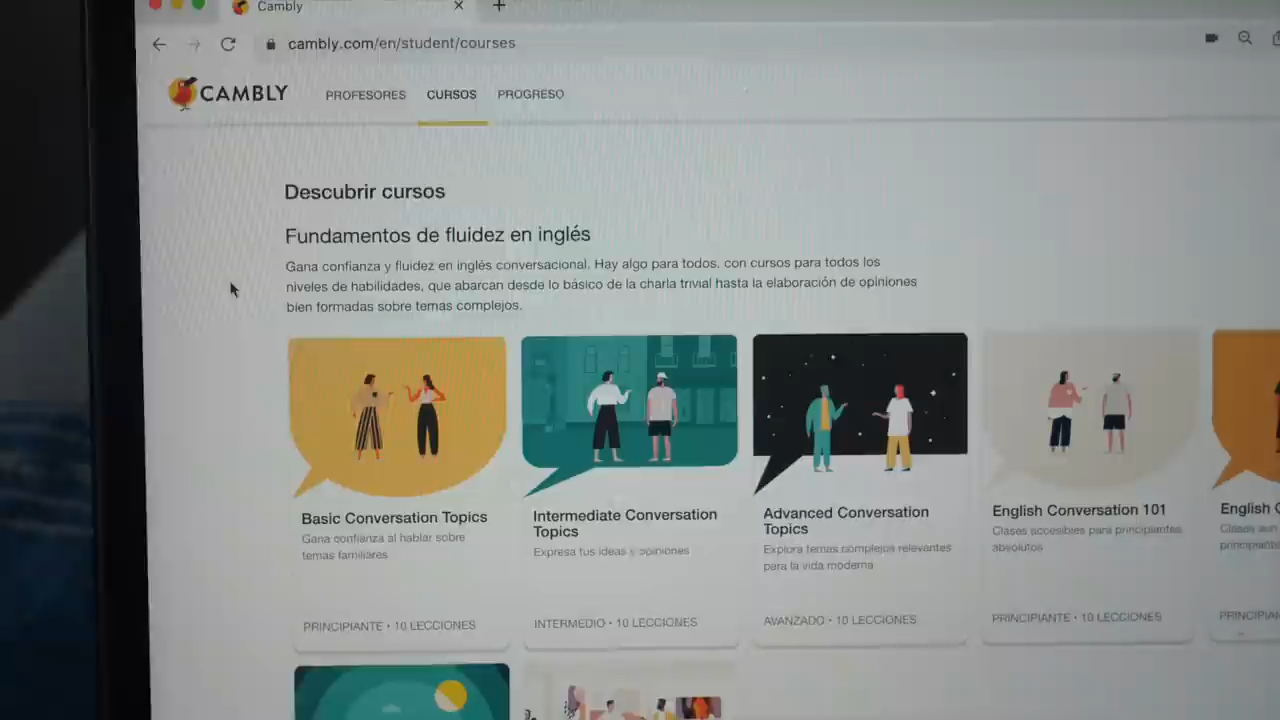 Cambly
cambly.com/en/student/courses
CAMBLY PROFESORES CURSOS PROGRESO
Descubrir cursos
Fundamentos de fluidez en inglés
Gana confianza y fluidez en inglés conversacional. Hay algo para todos, con cursos para todos los
niveles de habilidades, que abarcan desde lo básico de la charla trivial hasta la elaboración de opiniones
bien formadas sobre temas complejos.
Basic Conversation Topics
Gana confianza al hablar sobre
temas familiares
PRINCIPIANTE • 10 LECCIONES
Intermediate Conversation
Topics
Expresa tus ideas y opiniones
INTERMEDIO • 10 LECCIONES
Advanced Conversation
Topics
Explora temas complejos relevantes
para la vida moderna
AVANZADO • 10 LECCIONES
English Conversation 101
Clases accesibles para principiantes
absolutos
PRINCIPIANTE • 10 LECCIONES
English